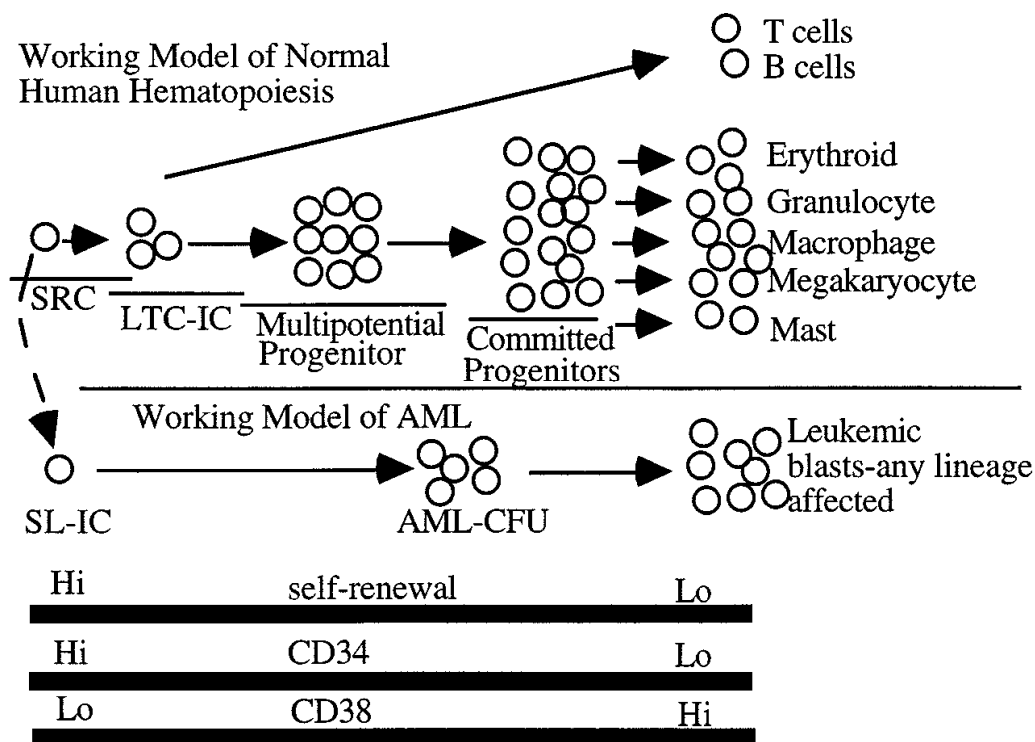 Working Model of Normal
Human Hematopoiesis
T cells
B cells
Erythroid
Granulocyte
Macrophage
Megakaryocyte
Mast
SRC
LTC-IC
Multipotential
Progenitor
Committed
Progenitors
Working Model of AML
Leukemic
blasts-any lineage
affected
SL-IC
AML-CFU
Hi self-renewal Lo
Hi CD34 Lo
Lo CD38 Hi